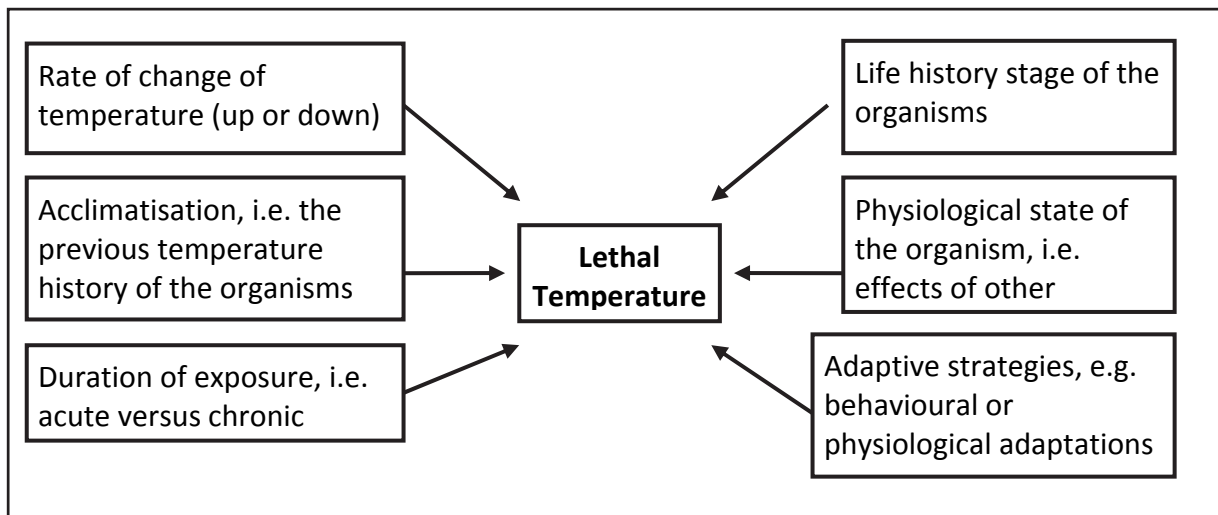 Rate of change of
temperature (up or down)
Acclimatisation, i.e. the
previous temperature
history of the organisms
Duration of exposure, i.e.
acute versus chronic
Lethal
Temperature
Life history stage of the
organisms
Physiological state of
the organism, i.e.
effects of other
Adaptive strategies, e.g.
behavioural or
physiological adaptations